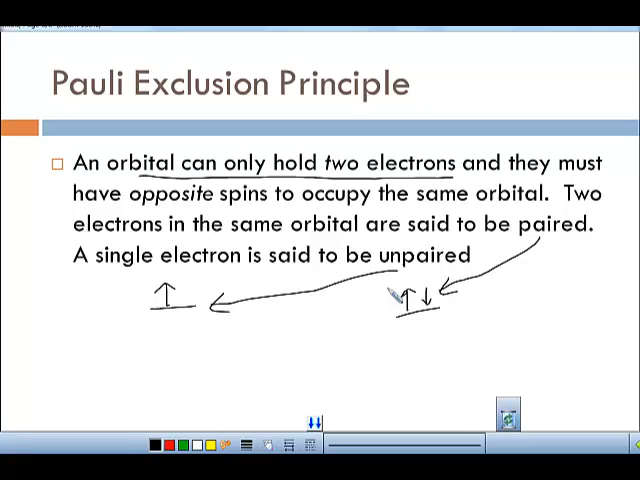 Pauli Exclusion Principle
An orbital can only hold two electrons and they must
have opposite spins to occupy the same orbital. Two
electrons in the same orbital are said to be paired.
A single electron is said to be unpaired